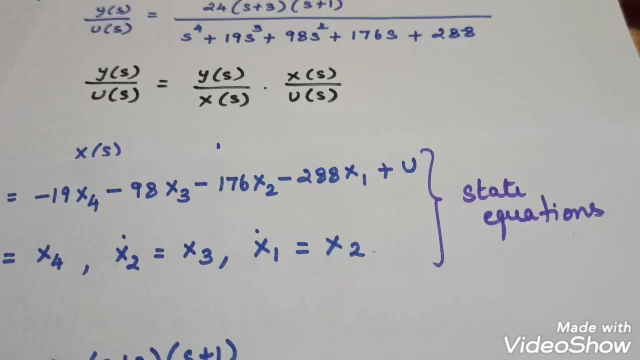 y(s)/U(s) = 24(s+3)(s+1)/s⁴+19s³+98s²+176s+288
y(s)/U(s) = y(s)/X(s) · X(s)/U(s)
X(s)
= -19x₄ - 98x₃ - 176x₂ - 288x₁ + U
= x₄, ẋ₂ = x₃, ẋ₁ = x₂.
state
equations
(s+1)
Made with
VideoShow